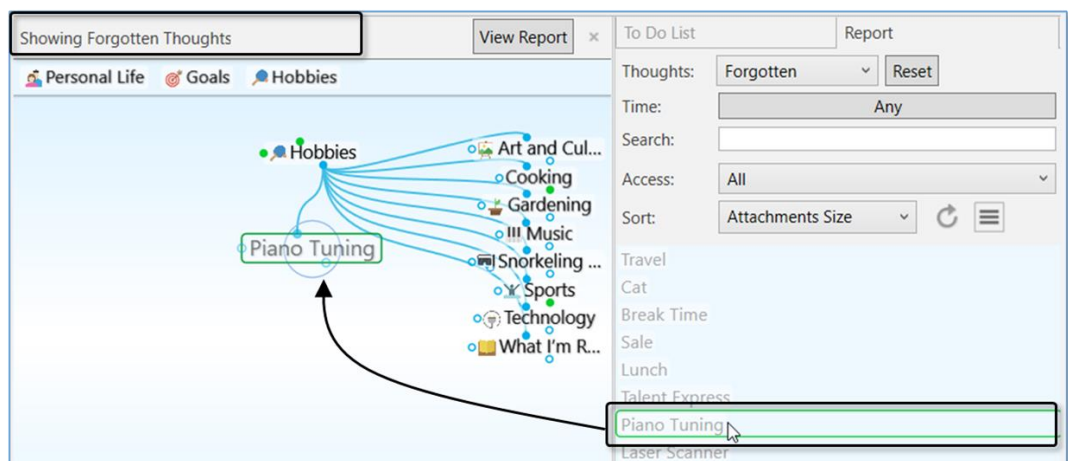 Showing Forgotten Thoughts
View Report
×
Personal Life
Goals
Hobbies
Hobbies
Piano Tuning
Art and Cul...
Cooking
Gardening
Music
Snorkeling ...
Sports
Technology
What I'm R...
To Do List
Report
Thoughts:
Forgotten
Reset
Time:
Any
Search:
Access:
All
Sort:
Attachments Size
Travel
Cat
Break Time
Sale
Lunch
Talent Express
Piano Tuning
Laser Scanner